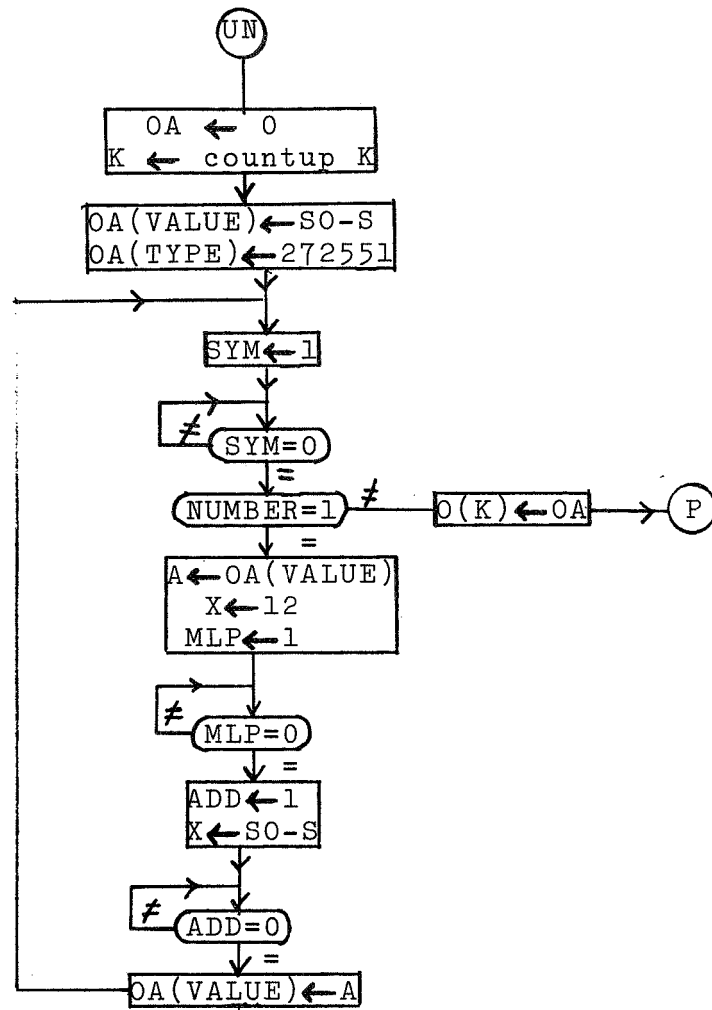 UN
OA ← 0
K ← countup K
OA(VALUE)←SO-S
OA(TYPE)←272551
SYM←1
≠
SYM=0
=
NUMBER=1
≠
O(K)←OA
P
=
A←OA(VALUE)
X←12
MLP←1
≠
MLP=0
=
ADD←1
X←SO-S
≠
ADD=0
=
OA(VALUE)←A